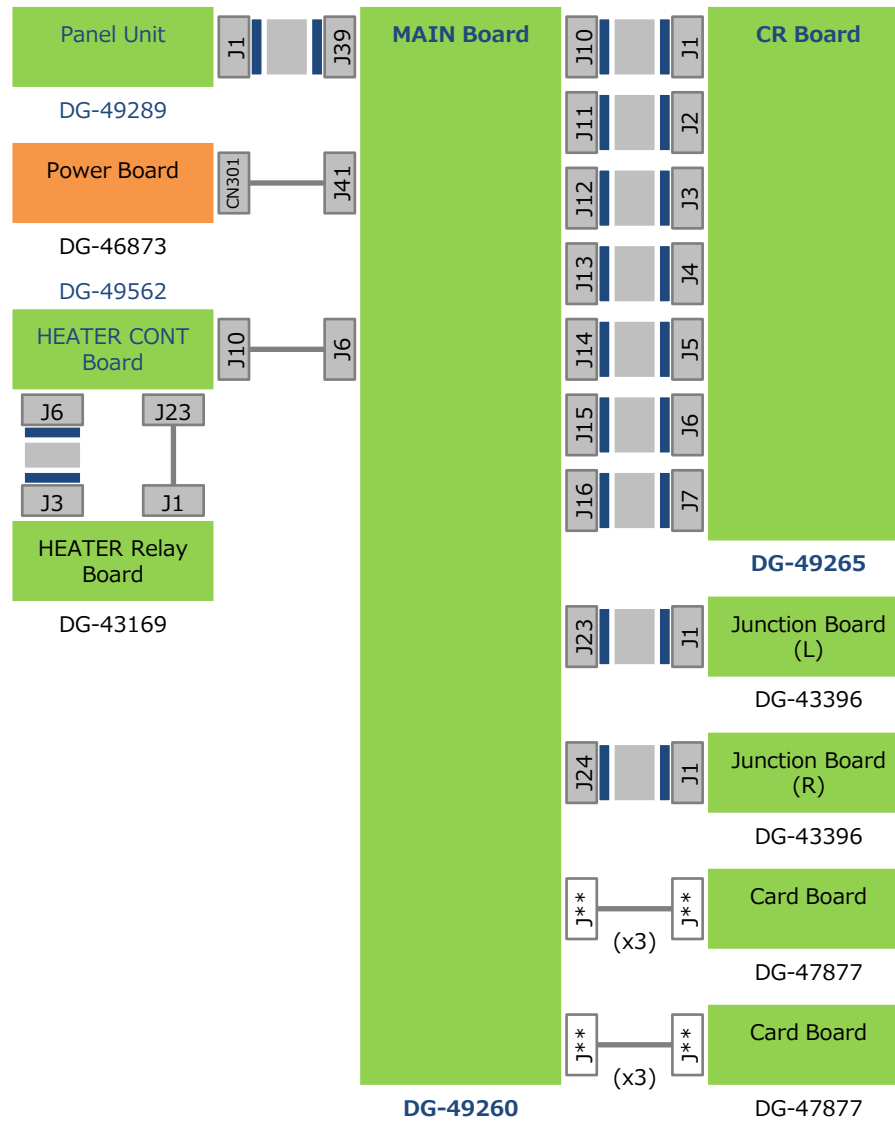 Panel Unit
J1
J39
DG-49289
Power Board
CN301
J41
DG-46873
DG-49562
HEATER CONT
Board
J10
J6
J6
J23
J3
J1
HEATER Relay
Board
DG-43169
MAIN Board
DG-49260
J10
J1
J11
J2
J12
J3
J13
J4
J14
J5
J15
J6
J16
J7
CR Board
DG-49265
J23
J1
Junction Board
(L)
DG-43396
J24
J1
Junction Board
(R)
DG-43396
J**
J**
(x3)
Card Board
DG-47877
J**
J**
(x3)
Card Board
DG-47877